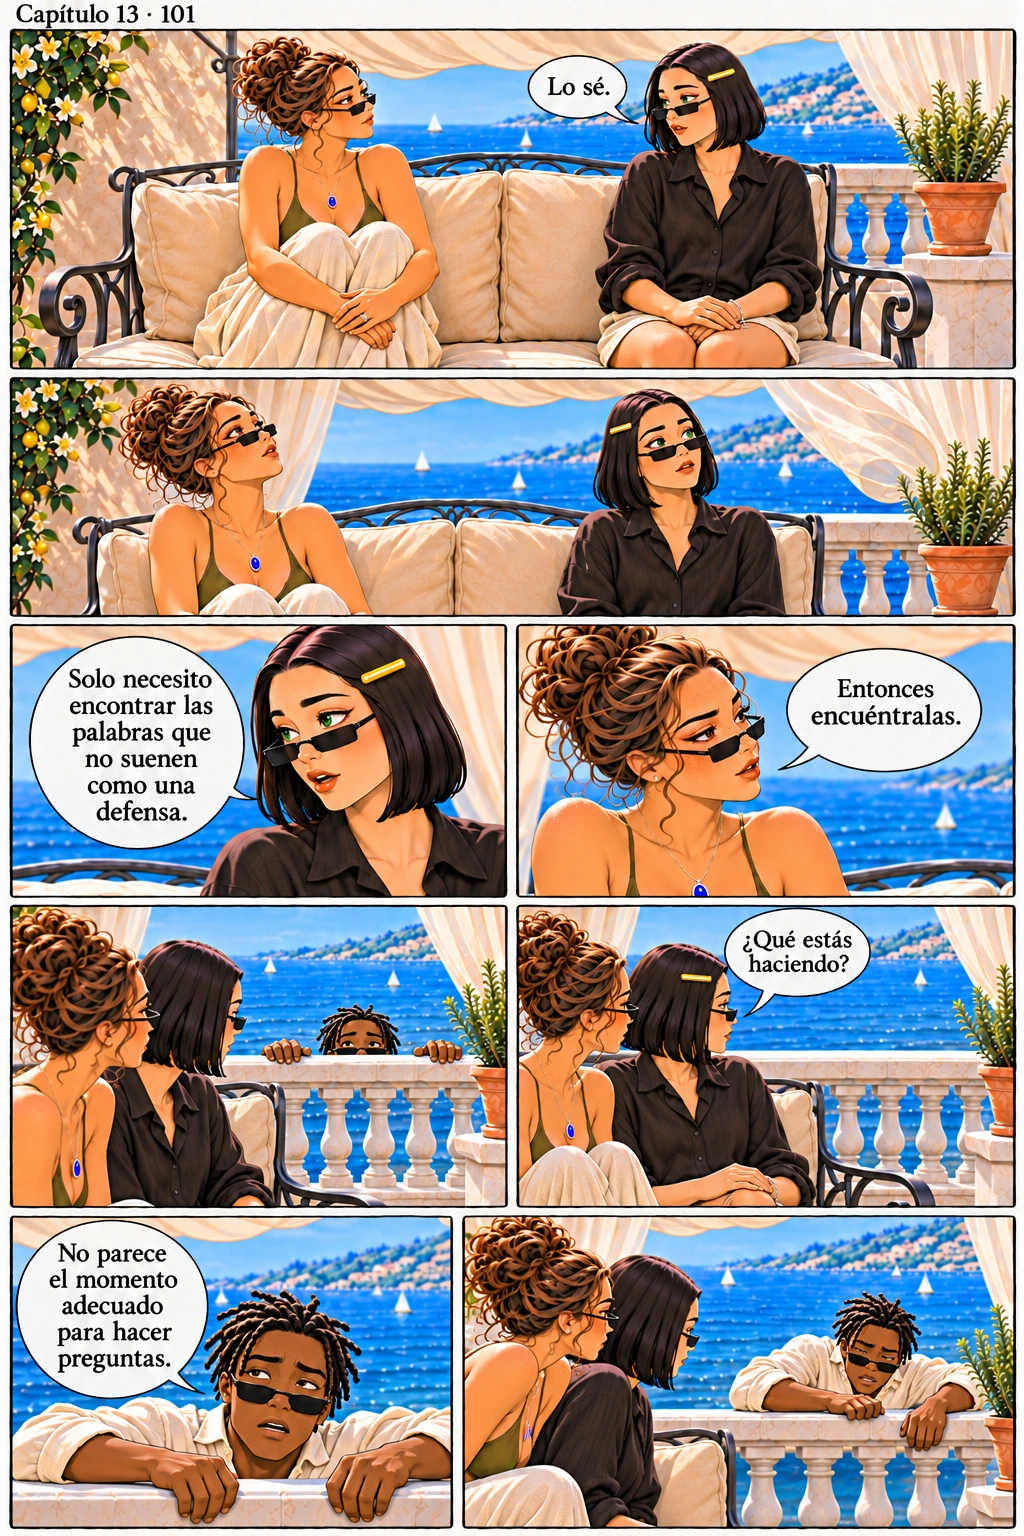 Capítulo 13 · 101
Lo sé.
Solo necesito
encontrar las
palabras que
no suenen
como una
defensa.
Entonces
encuéntralas.
¿Qué estás
haciendo?
No parece
el momento
adecuado
para hacer
preguntas.